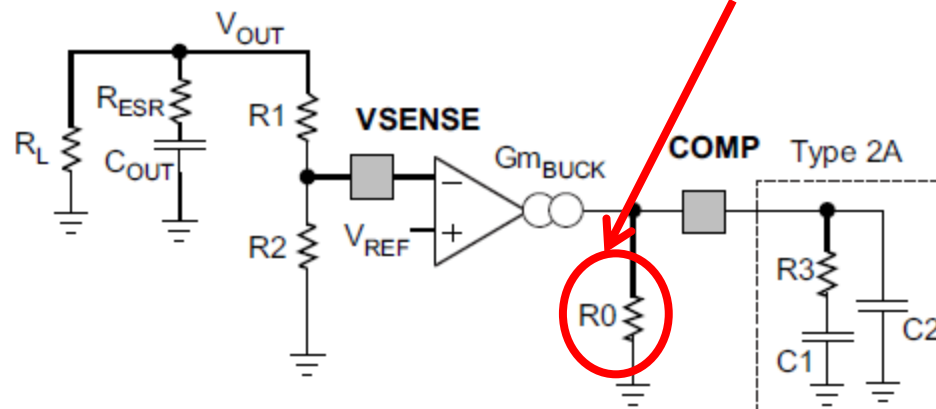 VOUT
RESR
R1
VSENSE
RL
COUT
GmBUCK
COMP
Type 2A
R2
VREF
−
+
R0
R3
C1
C2